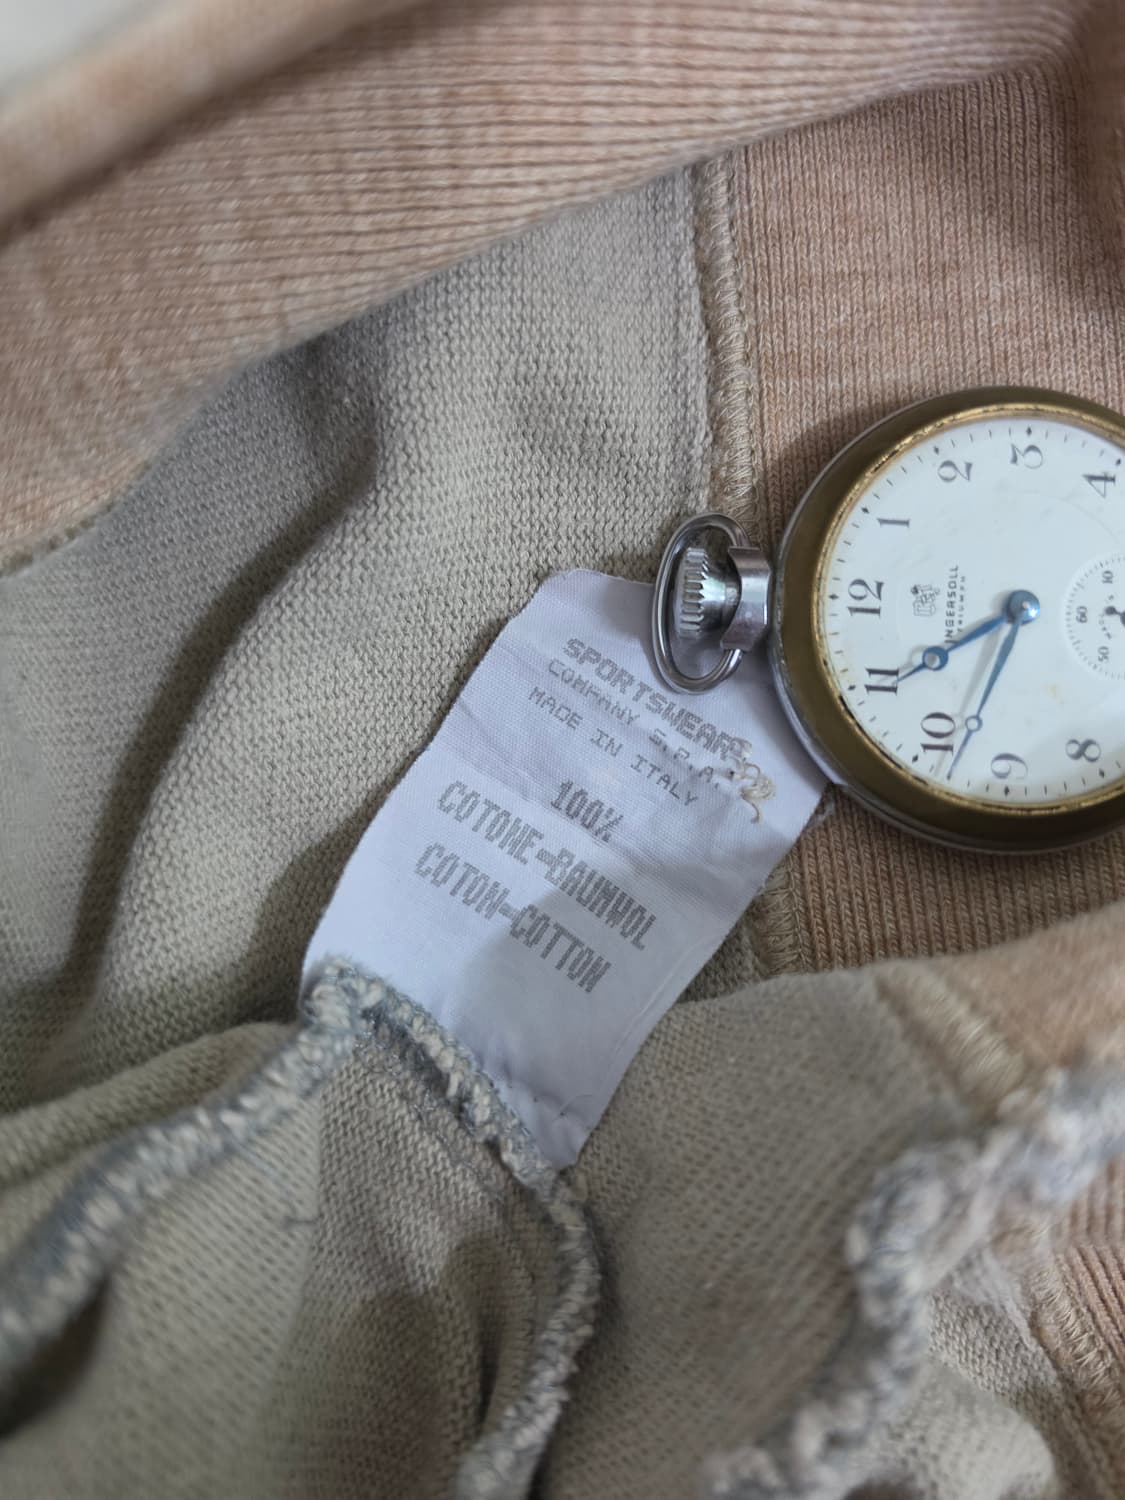 SPORTSWEAR
COMPANY S.P.A.
MADE IN ITALY
100%
COTONE=BAUMWOL
COTON=COTTON
INGERSOLL
TRIUMPH
12
1
2
3
4
8
9
10
11
60
10
50